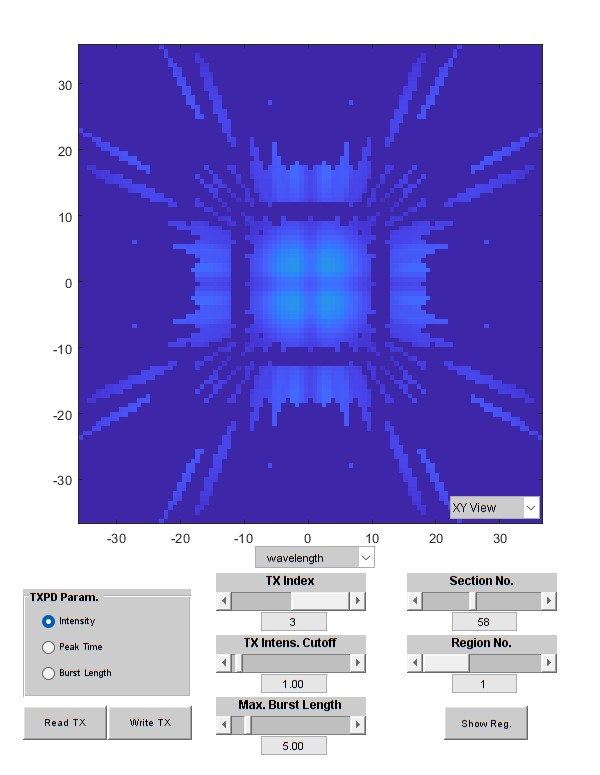 30
20
10
0
-10
-20
-30
XY View
-30 -20 -10 0 10 20 30
wavelength
TXPD Param.
Intensity
Peak Time
Burst Length
Read TX Write TX
TX Index
3
TX Intens. Cutoff
1.00
Max. Burst Length
5.00
Section No.
58
Region No.
1
Show Reg.